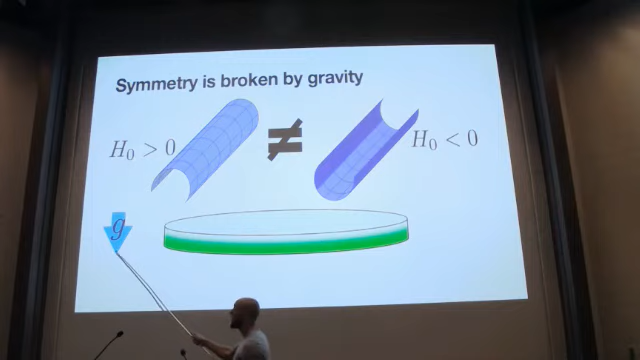 Symmetry is broken by gravity
H₀ > 0
≠
H₀ < 0
g